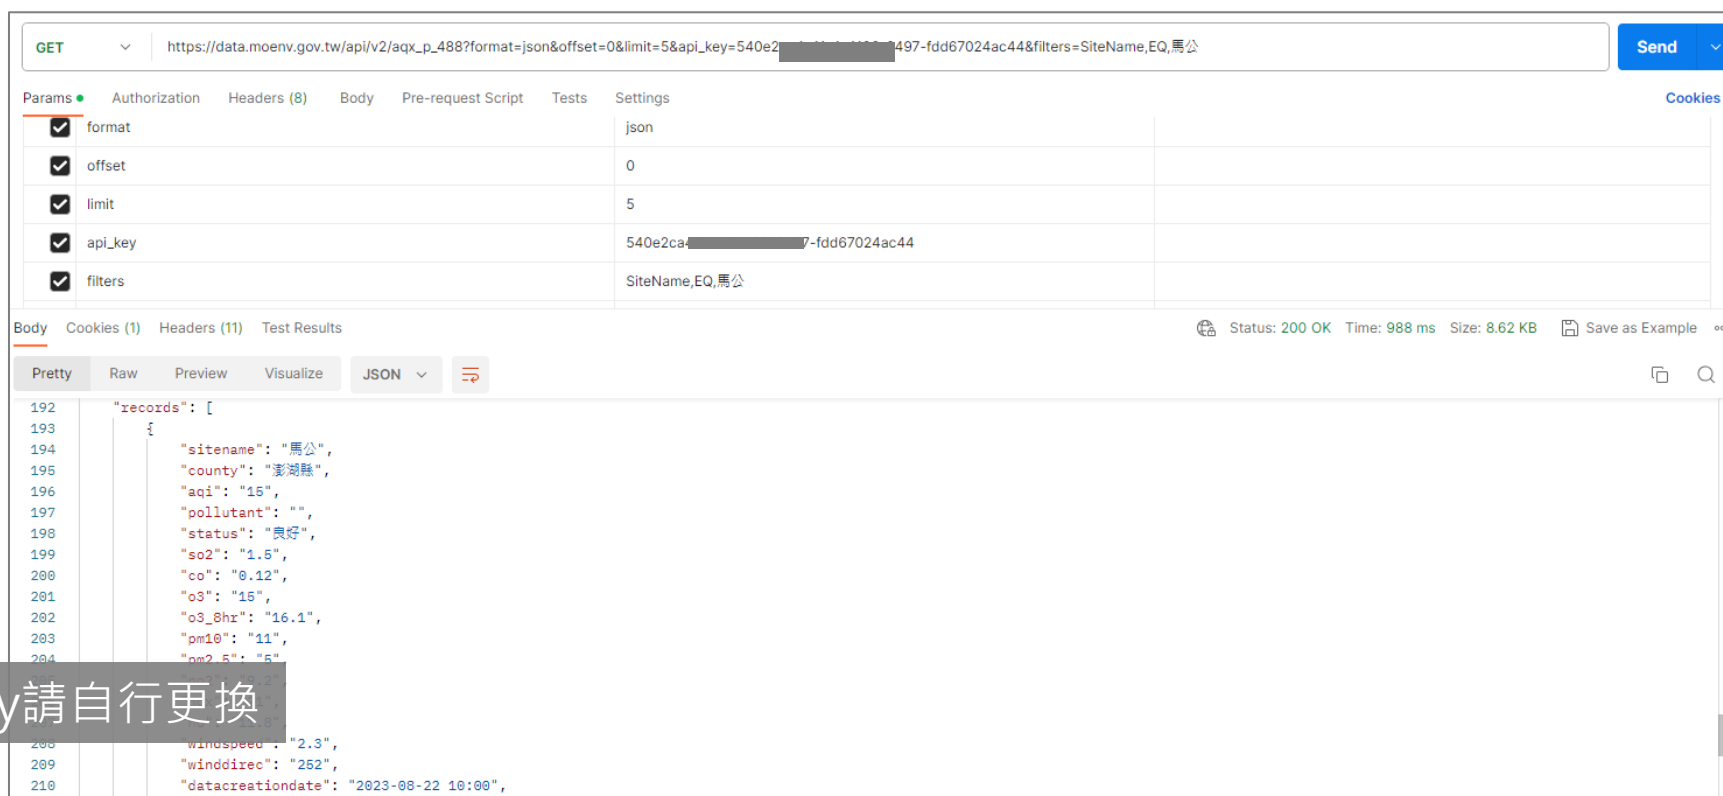 GET https://data.moenv.gov.tw/api/v2/aqx_p_488?format=json&offset=0&limit=5&api_key=540e2 497-fdd67024ac44&filters=SiteName,EQ,馬公 Send
Params Authorization Headers (8) Body Pre-request Script Tests Settings Cookies
format json
offset 0
limit 5
api_key 540e2ca 7-fdd67024ac44
filters SiteName,EQ,馬公
Body Cookies (1) Headers (11) Test Results Status: 200 OK Time: 988 ms Size: 8.62 KB Save as Example
Pretty Raw Preview Visualize JSON
192 "records": [
193 {
194 "sitename": "馬公",
195 "county": "澎湖縣",
196 "aqi": "15",
197 "pollutant": "",
198 "status": "良好",
199 "so2": "1.5",
200 "co": "0.12",
201 "o3": "15",
202 "o3_8hr": "16.1",
203 "pm10": "11",
204 "pm2.5": "5",
y請自行更換
208 "windspeed": "2.3",
209 "winddirec": "252",
210 "datacreationdate": "2023-08-22 10:00",